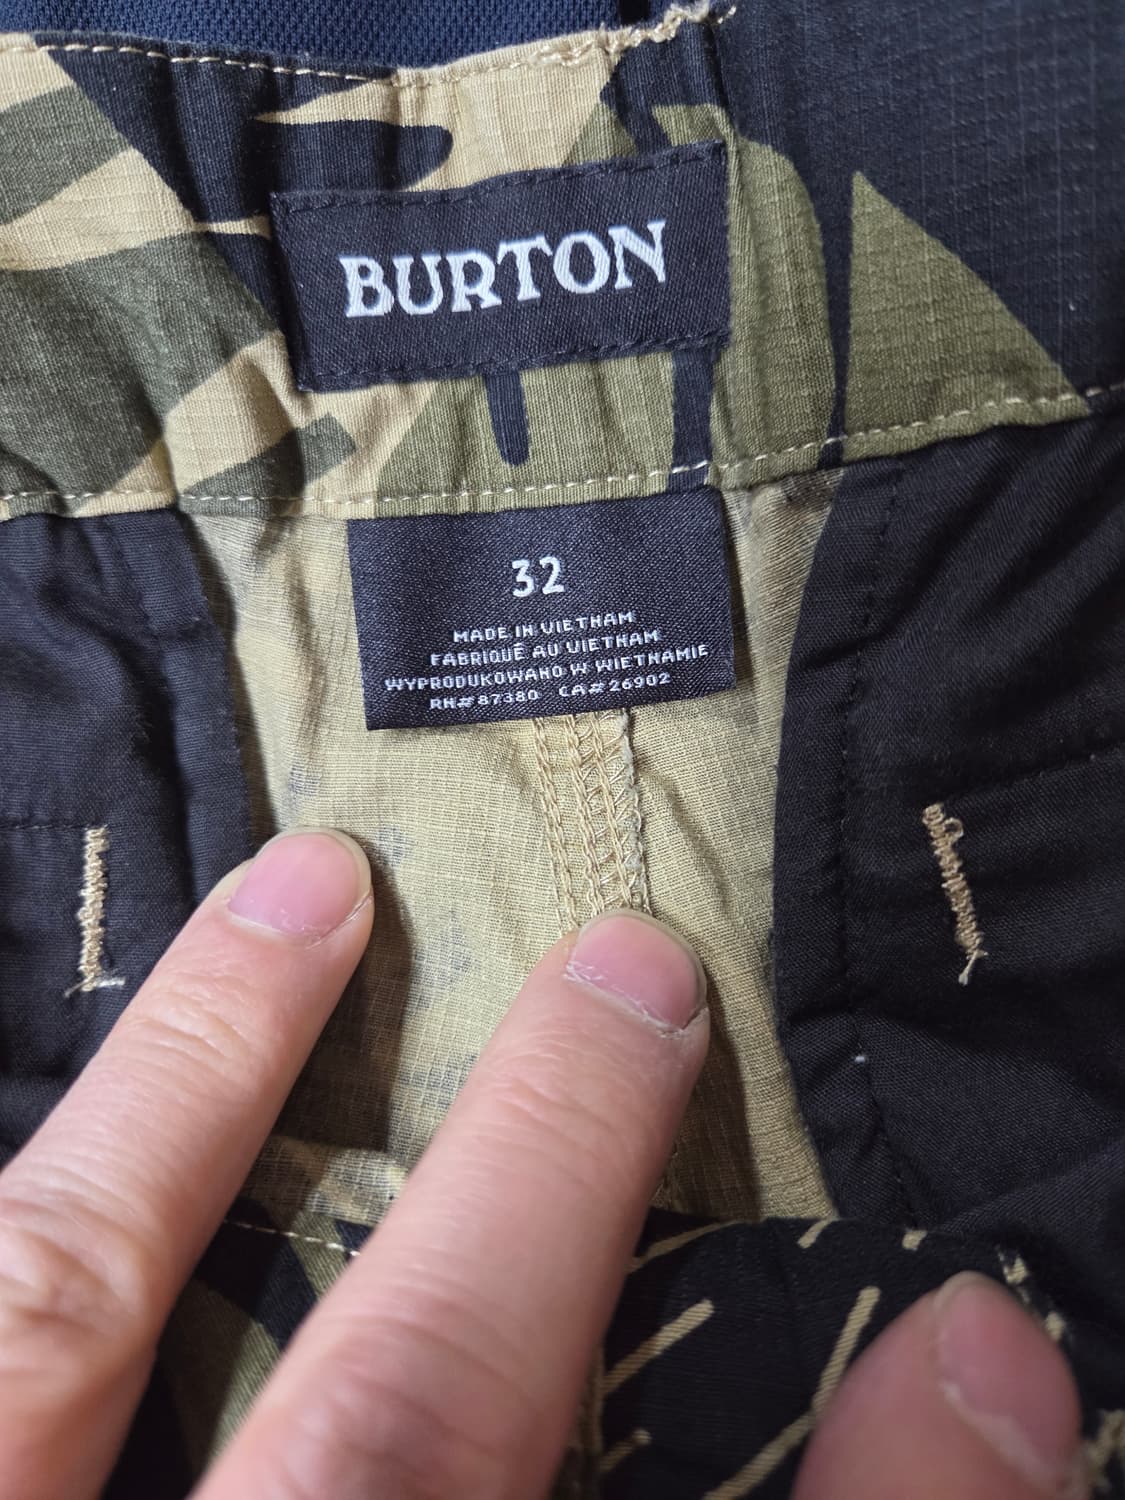 BURTON
32
MADE IN VIETNAM
FABRIQUÉ AU VIETNAM
WYPRODUKOWANO W WIETNAMIE
RN#87380 CA#26902